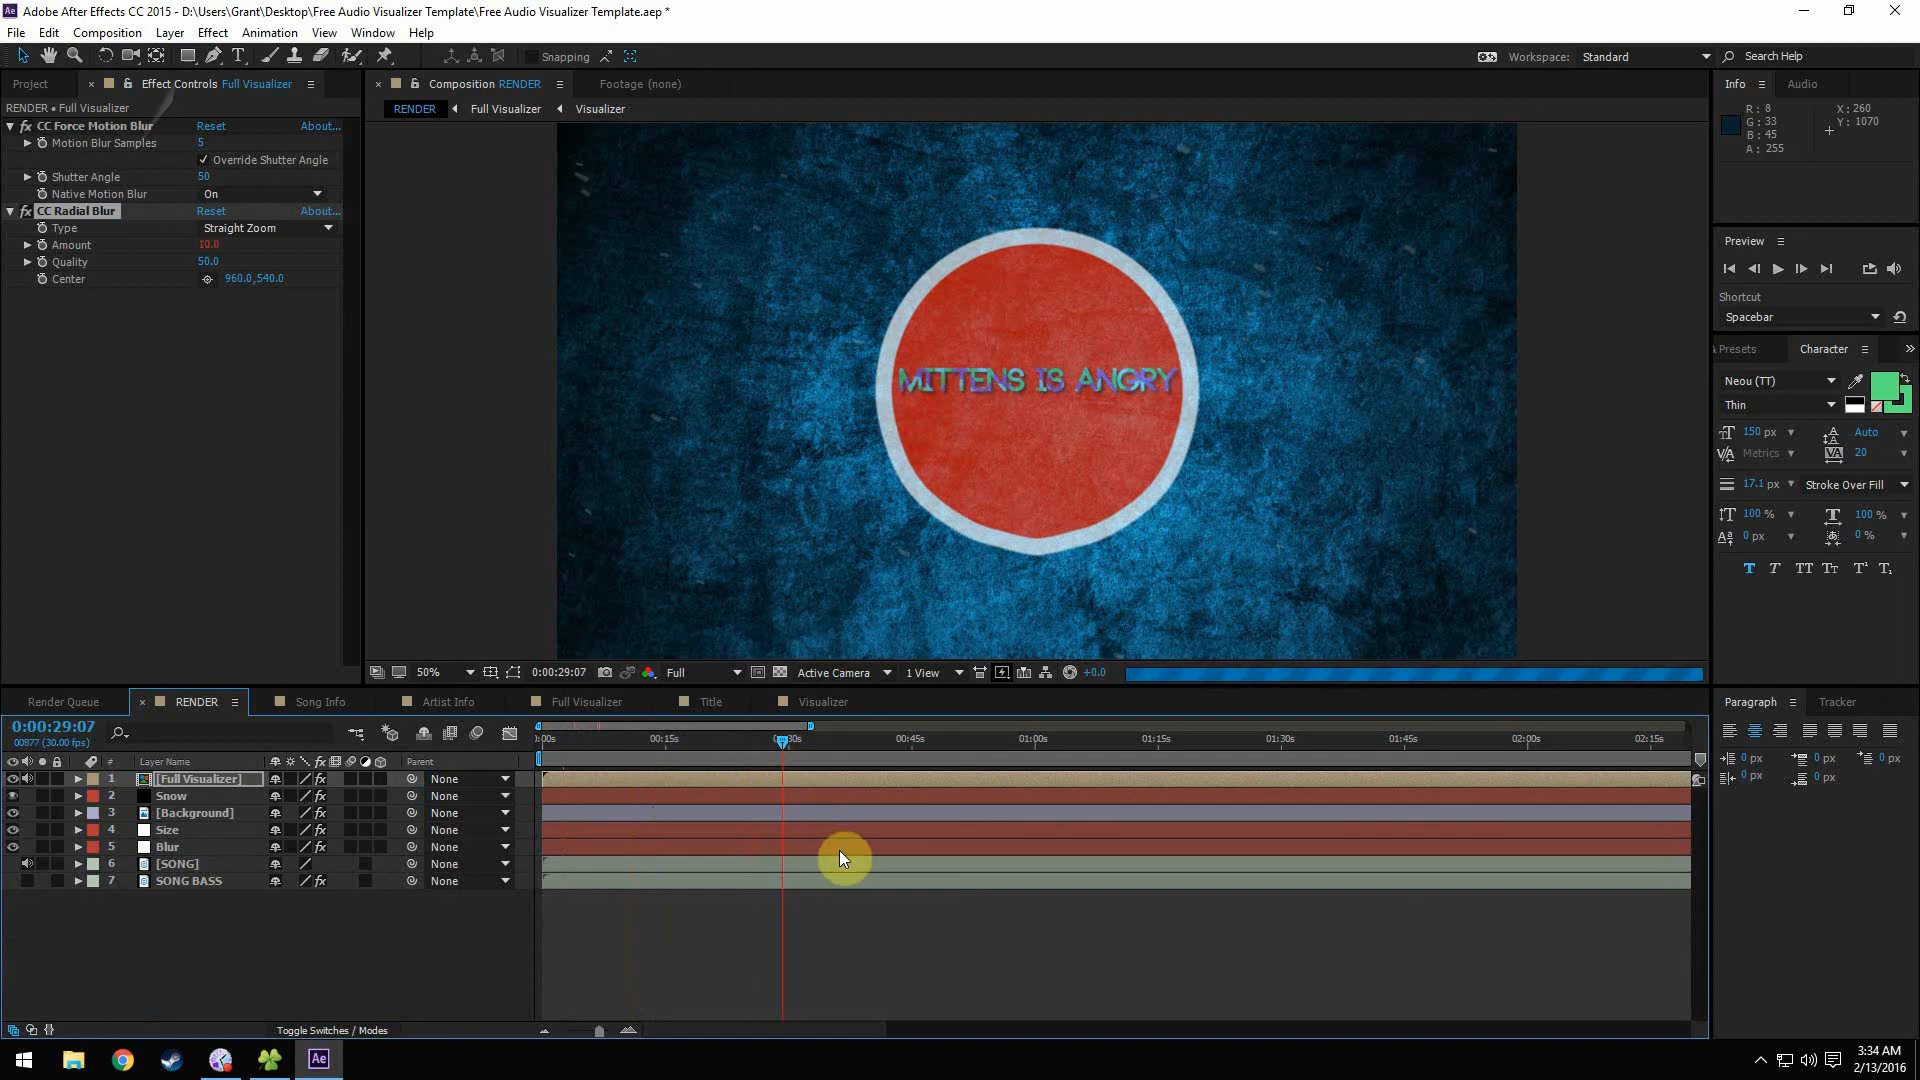 Adobe After Effects CC 2015 - D:\Users\Grant\Desktop\Free Audio Visualizer Template\Free Audio Visualizer Template.aep *
File Edit Composition Layer Effect Animation View Window Help
Snapping Workspace: Standard Search Help
Project Effect Controls Full Visualizer Composition RENDER Footage (none) Info Audio
RENDER • Full Visualizer RENDER Full Visualizer Visualizer
R: 8 X: 260
G: 33 Y: 1070
B: 45
A: 255
CC Force Motion Blur Reset About...
Motion Blur Samples 5
Override Shutter Angle
Shutter Angle 50
Native Motion Blur On
CC Radial Blur Reset About...
Type Straight Zoom
Amount 10.0
Quality 50.0
Center 960.0,540.0
MITTENS IS ANGRY
Preview
Shortcut
Spacebar
Presets Character
Neou (TT)
Thin
150 px Auto
Metrics 20
17.1 px Stroke Over Fill
100 % 100 %
0 px 0 %
50% 0:00:29:07 Full Active Camera 1 View +0.0
Render Queue RENDER Song Info Artist Info Full Visualizer Title Visualizer
Paragraph Tracker
0 px 0 px 0 px
0 px 0 px
0:00:29:07
00877 (30.00 fps)
:00s 00:15s 00:30s 00:45s 01:00s 01:15s 01:30s 01:45s 02:00s 02:15s
# Layer Name Parent
1 [Full Visualizer] None
2 Snow None
3 [Background] None
4 Size None
5 Blur None
6 [SONG] None
7 SONG BASS None
Toggle Switches / Modes
Ae
3:34 AM
2/13/2016